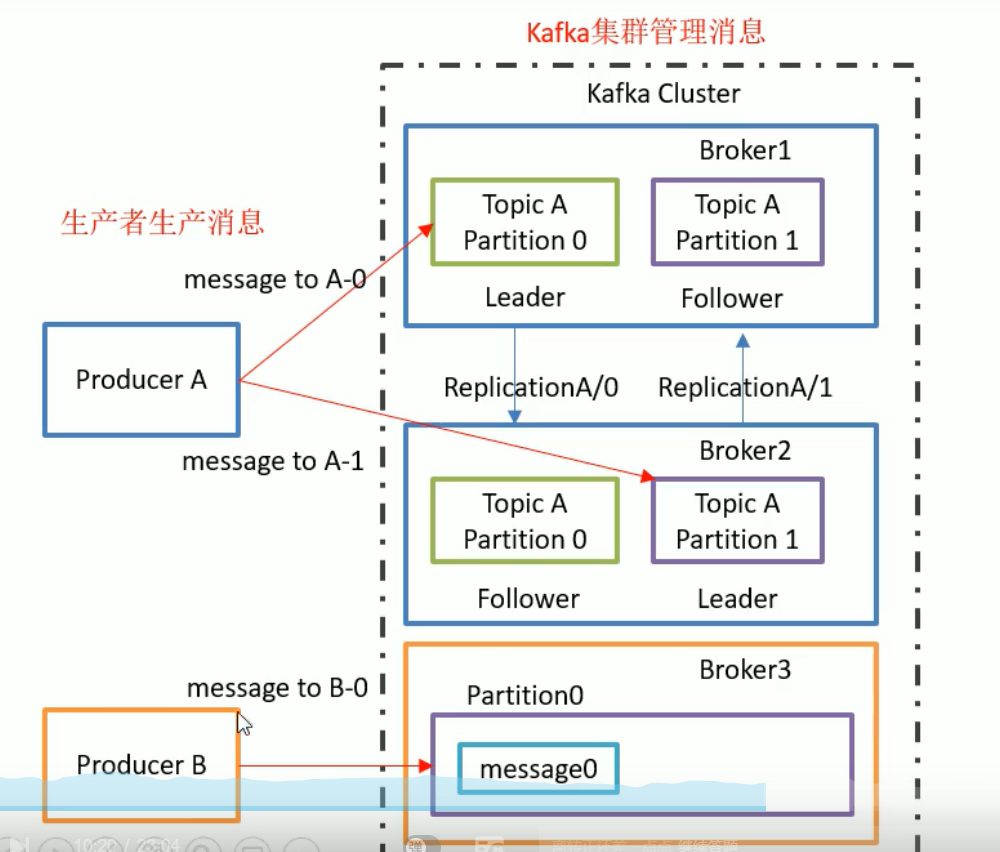 Kafka集群管理消息
Kafka Cluster
Broker1
Topic A
Partition 0
Topic A
Partition 1
生产者生产消息
message to A-0
Leader
Follower
Producer A
ReplicationA/0
ReplicationA/1
message to A-1
Broker2
Topic A
Partition 0
Topic A
Partition 1
Follower
Leader
Broker3
message to B-0
Partition0
Producer B
message0
弹